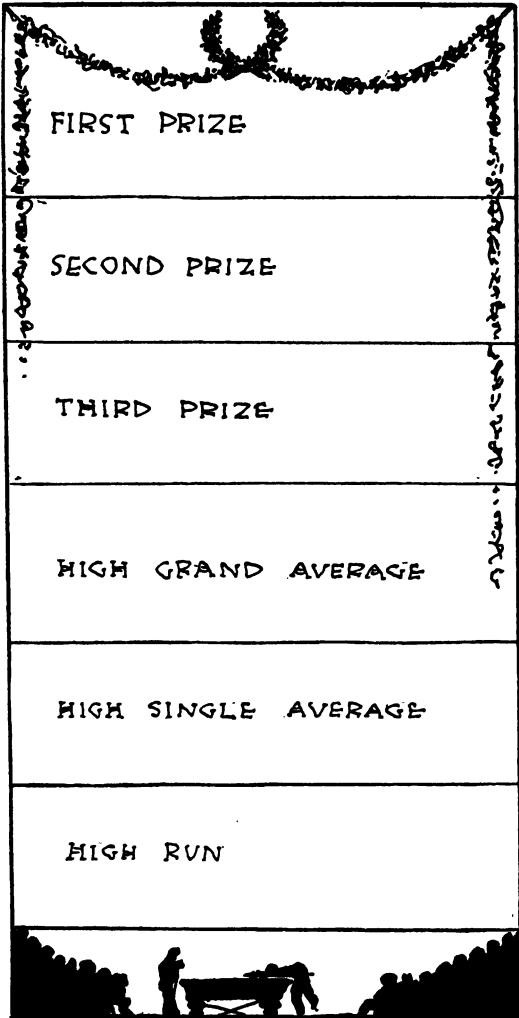 FIRST PRIZE
SECOND PRIZE
THIRD PRIZE
HIGH GRAND AVERAGE
HIGH SINGLE AVERAGE
HIGH RUN